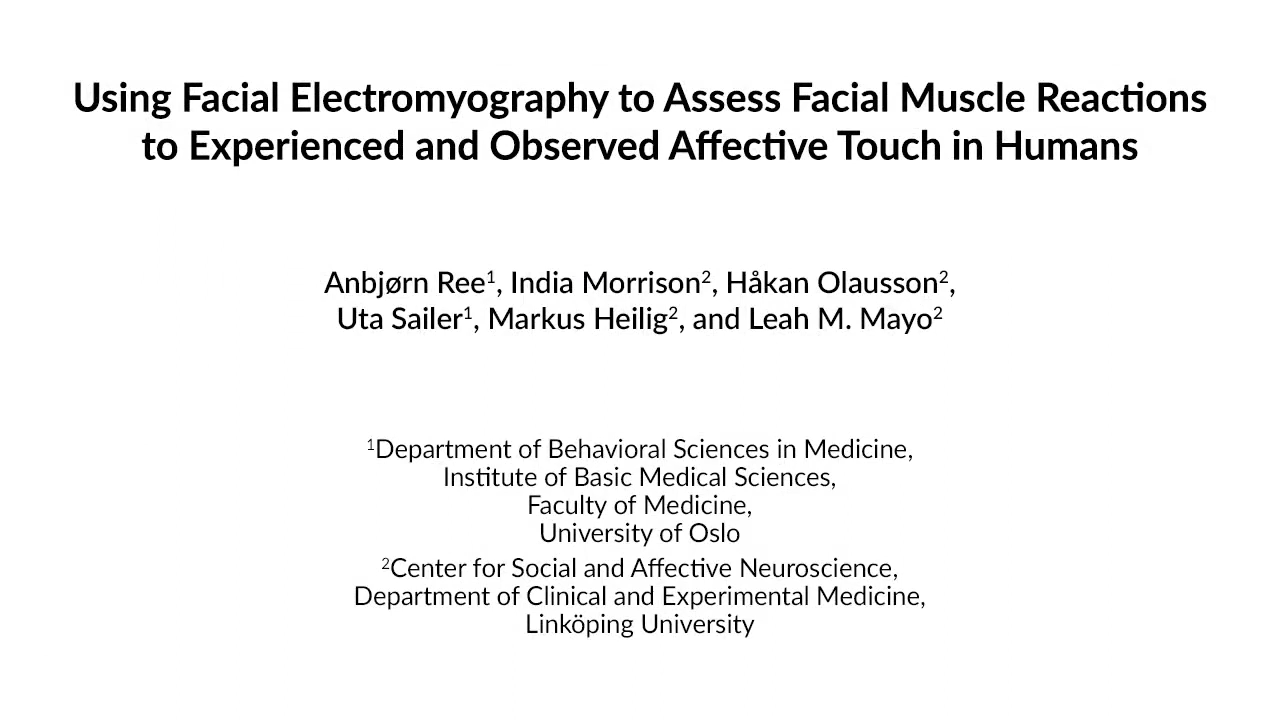 Using Facial Electromyography to Assess Facial Muscle Reactions
to Experienced and Observed Affective Touch in Humans
Anbjørn Ree¹, India Morrison², Håkan Olausson²,
Uta Sailer¹, Markus Heilig², and Leah M. Mayo²
¹Department of Behavioral Sciences in Medicine,
Institute of Basic Medical Sciences,
Faculty of Medicine,
University of Oslo
²Center for Social and Affective Neuroscience,
Department of Clinical and Experimental Medicine,
Linköping University